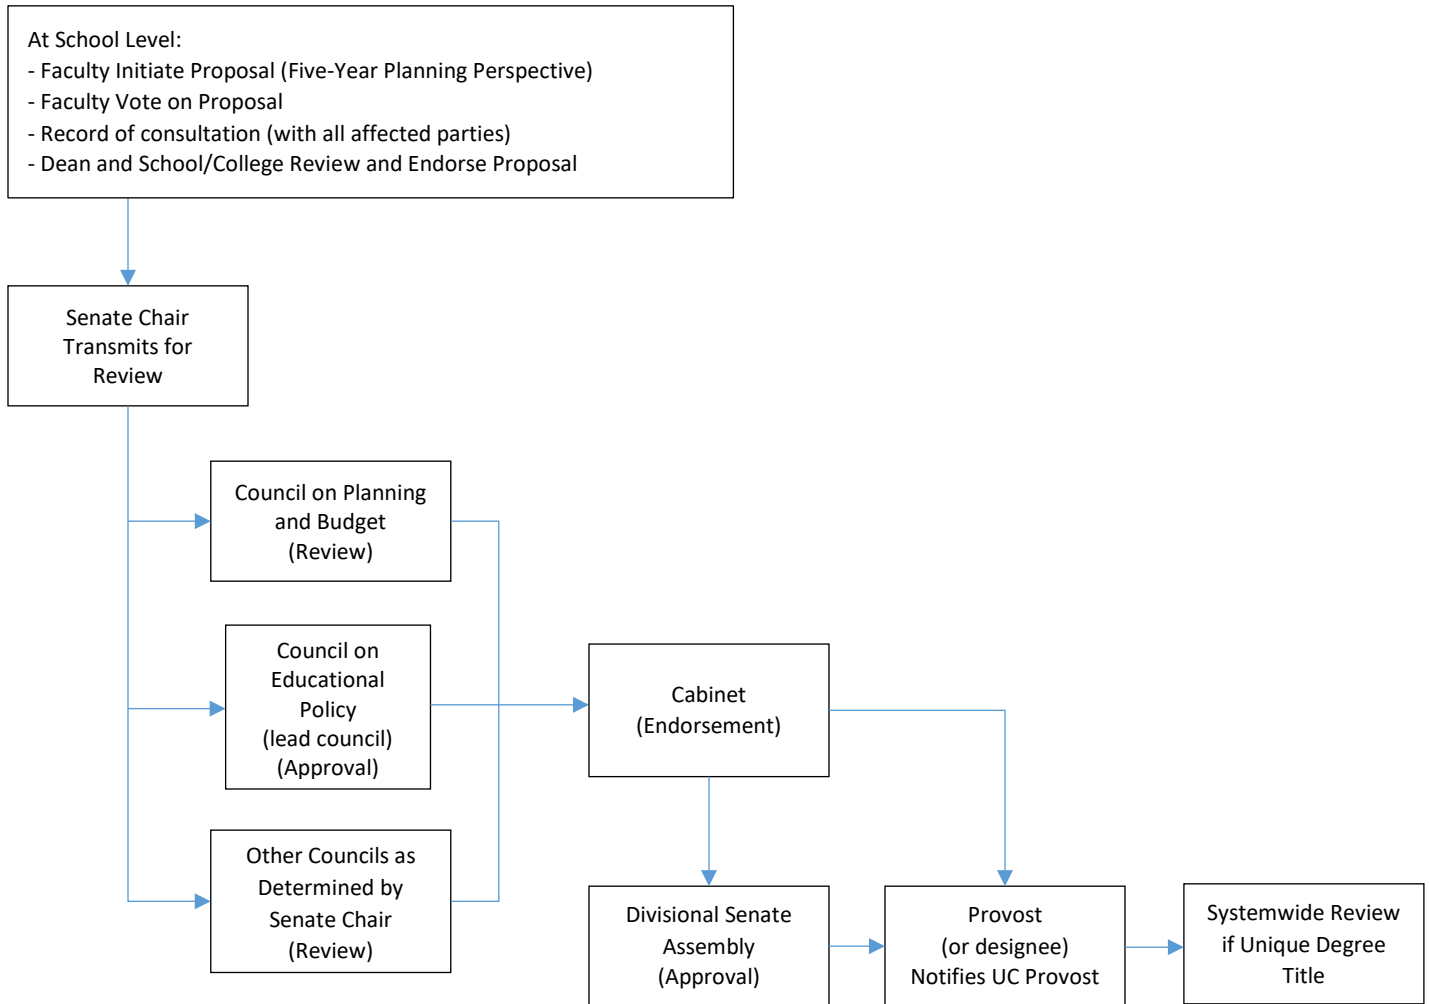 At School Level:
- Faculty Initiate Proposal (Five-Year Planning Perspective)
- Faculty Vote on Proposal
- Record of consultation (with all affected parties)
- Dean and School/College Review and Endorse Proposal
Senate Chair
Transmits for
Review
Council on Planning
and Budget
(Review)
Council on
Educational
Policy
(lead council)
(Approval)
Other Councils as
Determined by
Senate Chair
(Review)
Cabinet
(Endorsement)
Divisional Senate
Assembly
(Approval)
Provost
(or designee)
Notifies UC Provost
Systemwide Review
if Unique Degree
Title